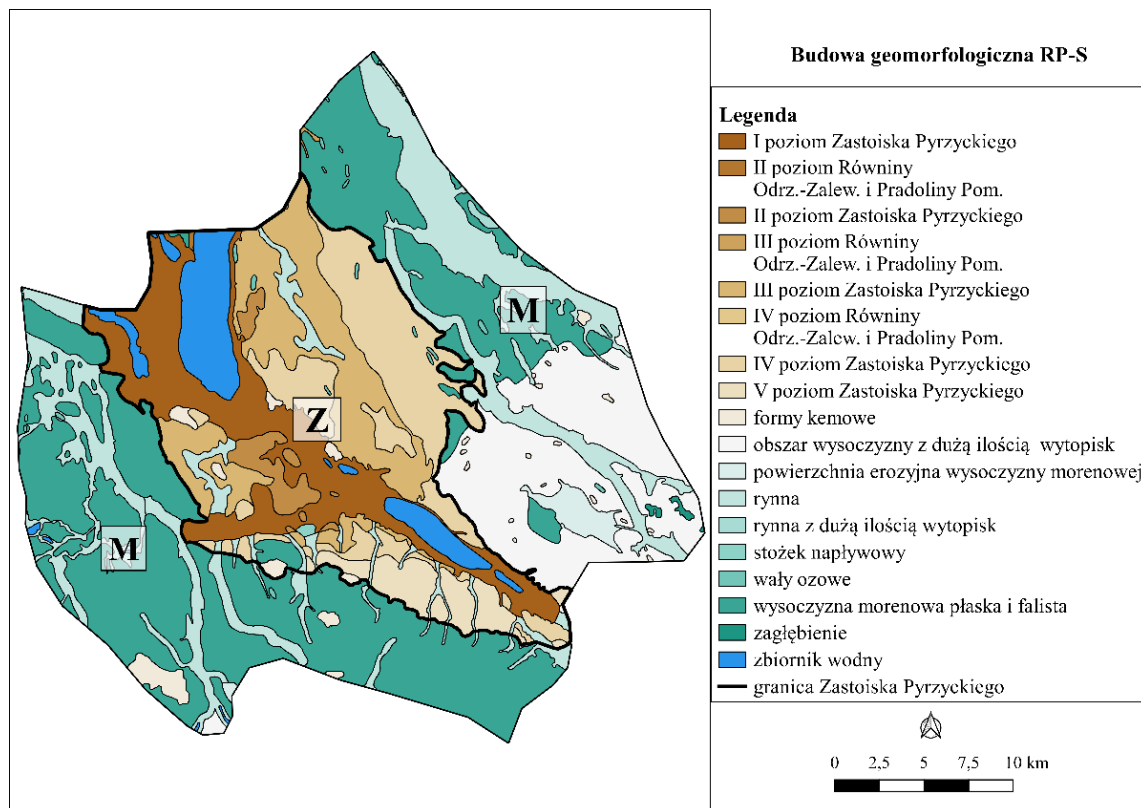 M
Z
M
Budowa geomorfologiczna RP-S
Legenda
I poziom Zastoiska Pyrzyckiego
II poziom Równiny
Odrz.-Zalew. i Pradoliny Pom.
II poziom Zastoiska Pyrzyckiego
III poziom Równiny
Odrz.-Zalew. i Pradoliny Pom.
III poziom Zastoiska Pyrzyckiego
IV poziom Równiny
Odrz.-Zalew. i Pradoliny Pom.
IV poziom Zastoiska Pyrzyckiego
V poziom Zastoiska Pyrzyckiego
formy kemowe
obszar wysoczyzny z dużą ilością wytopisk
powierzchnia erozyjna wysoczyzny morenowej
rynna
rynna z dużą ilością wytopisk
stożek napływowy
wały ozowe
wysoczyzna morenowa płaska i falista
zagłębienie
zbiornik wodny
granica Zastoiska Pyrzyckiego
0 2,5 5 7,5 10 km